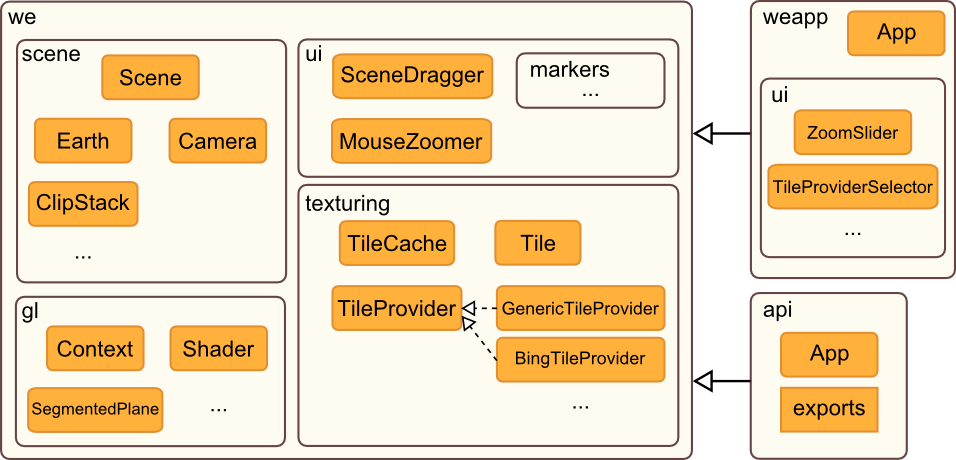 we
scene
Scene
Earth
Camera
ClipStack
...
gl
Context
Shader
SegmentedPlane
...
ui
SceneDragger
markers
...
MouseZoomer
texturing
TileCache
Tile
TileProvider
GenericTileProvider
BingTileProvider
...
weapp
App
ui
ZoomSlider
TileProviderSelector
...
api
App
exports